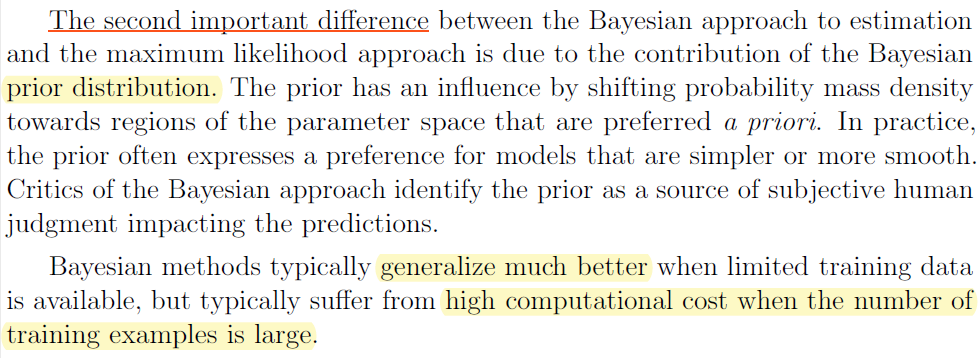 The second important difference between the Bayesian approach to estimation
and the maximum likelihood approach is due to the contribution of the Bayesian
prior distribution. The prior has an influence by shifting probability mass density
towards regions of the parameter space that are preferred a priori. In practice,
the prior often expresses a preference for models that are simpler or more smooth.
Critics of the Bayesian approach identify the prior as a source of subjective human
judgment impacting the predictions.
Bayesian methods typically generalize much better when limited training data
is available, but typically suffer from high computational cost when the number of
training examples is large.